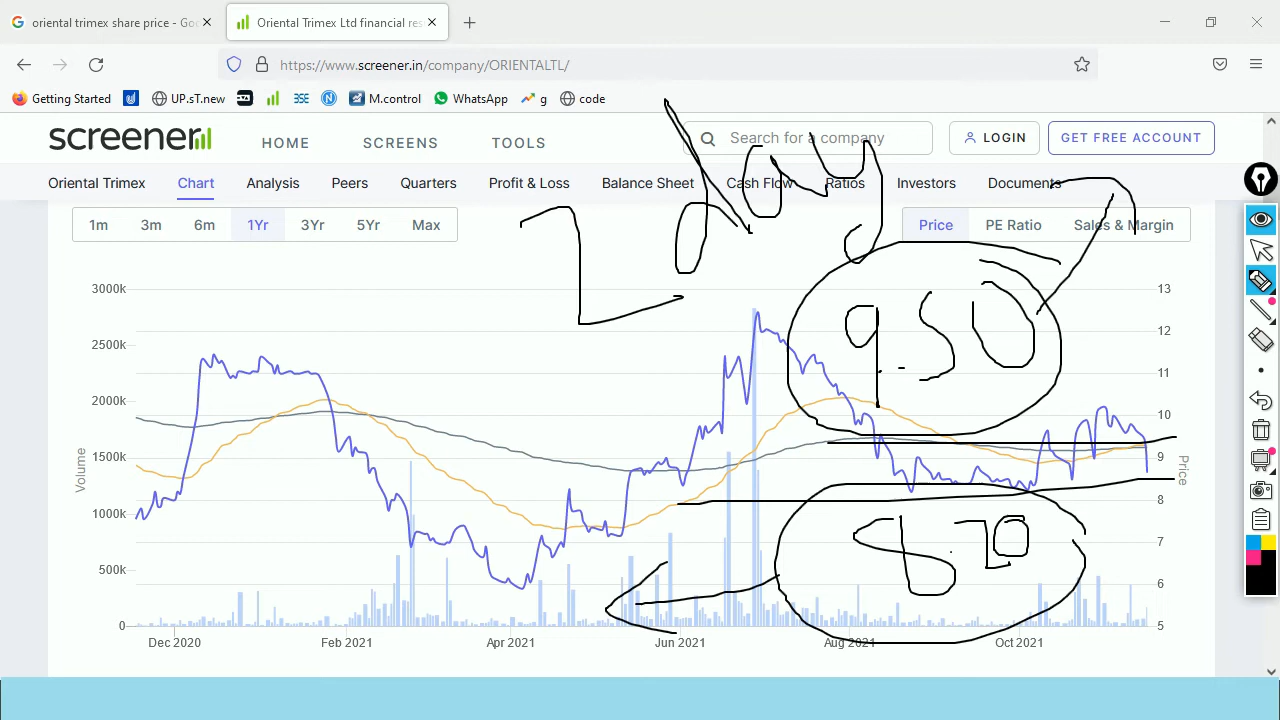 oriental trimex share price - Goo
Oriental Trimex Ltd financial res
https://www.screener.in/company/ORIENTALTL/
Getting Started UP.sT.new M.control WhatsApp g code
screener HOME SCREENS TOOLS Search for a company LOGIN GET FREE ACCOUNT
Oriental Trimex Chart Analysis Peers Quarters Profit & Loss Balance Sheet Cash Flow Ratios Investors Documents
1m 3m 6m 1Yr 3Yr 5Yr Max Price PE Ratio Sales & Margin
day
9.50
8.20
3000k 13
2500k 12
11
2000k 10
1500k 9
1000k 8
7
500k 6
0 5
Volume
Price
Dec 2020 Feb 2021 Apr 2021 Jun 2021 Aug 2021 Oct 2021